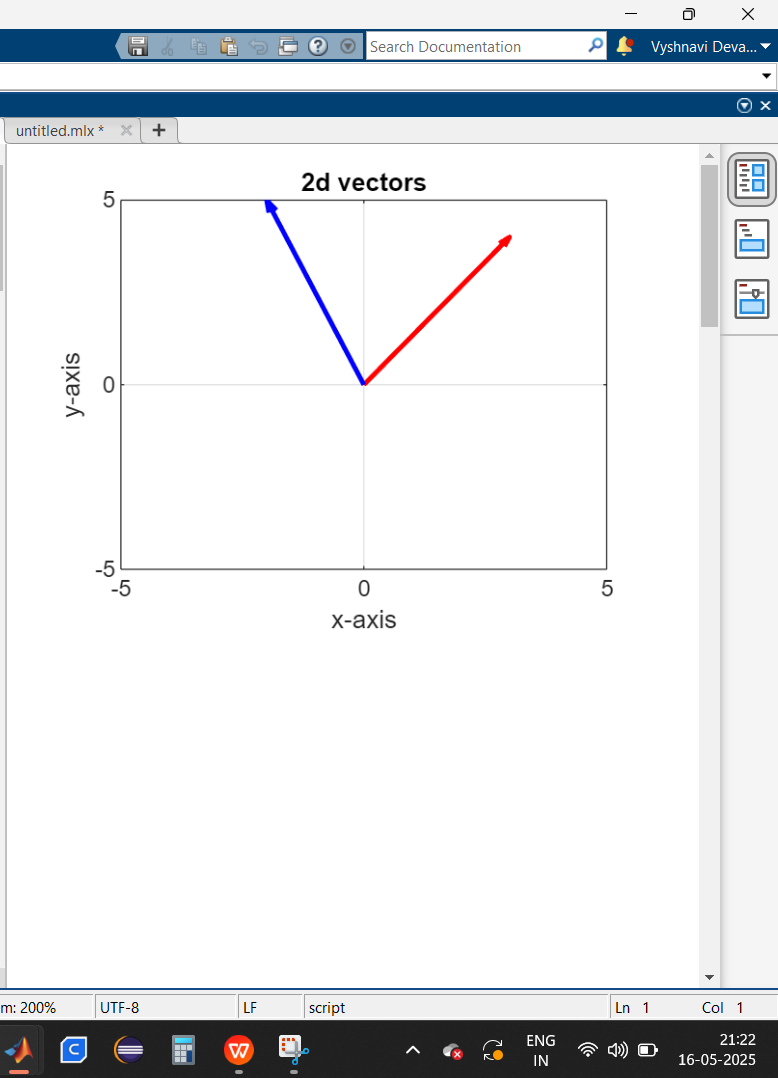 Search Documentation
Vyshnavi Deva...
untitled.mlx *
2d vectors
5
y-axis
0
-5
-5 0 5
x-axis
m: 200% UTF-8 LF script Ln 1 Col 1
ENG
IN
21:22
16-05-2025